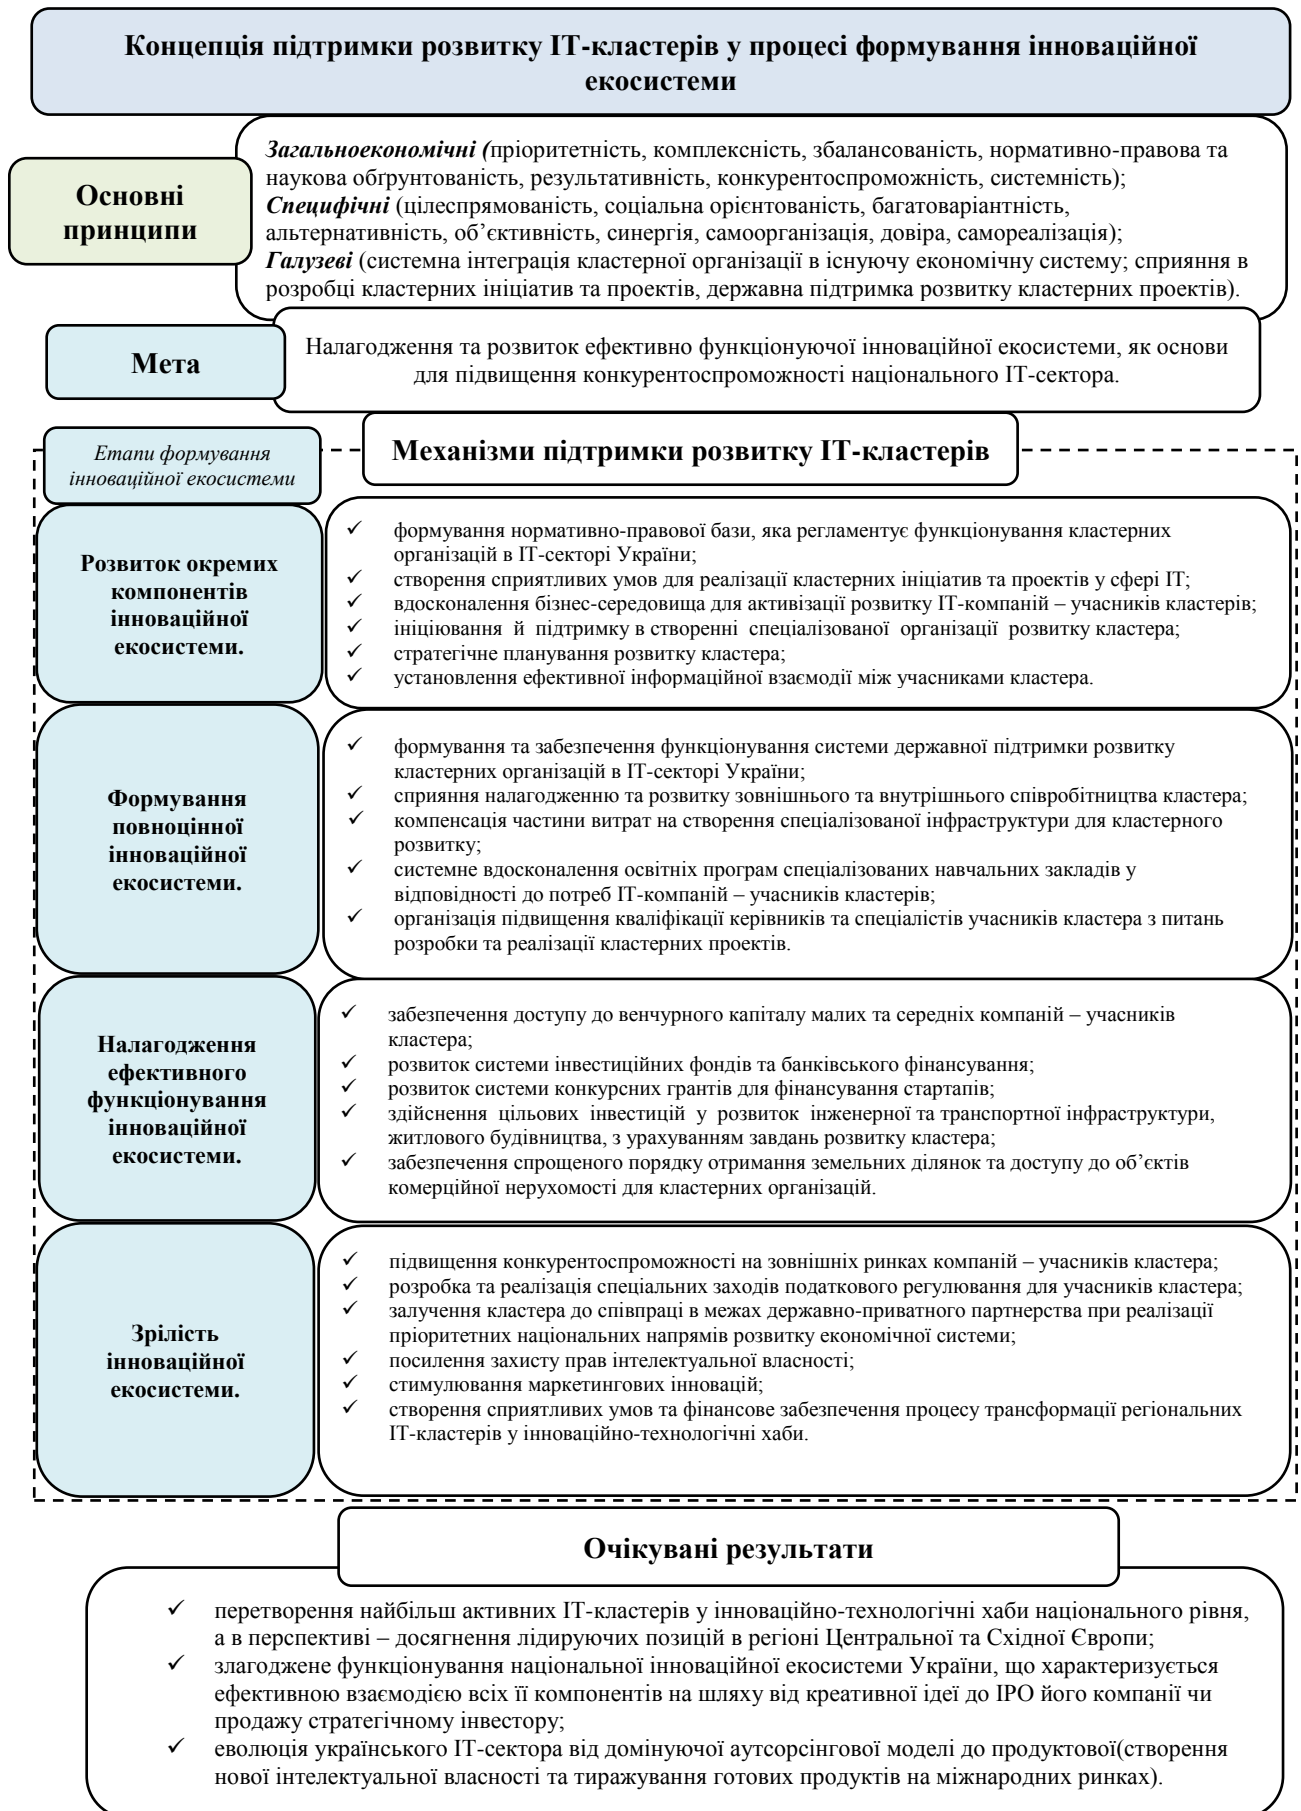 Концепція підтримки розвитку ІТ-кластерів у процесі формування інноваційної
екосистеми
Основні
принципи
Загальноекономічні (пріоритетність, комплексність, збалансованість, нормативно-правова та
наукова обґрунтованість, результативність, конкурентоспроможність, системність);
Специфічні (цілеспрямованість, соціальна орієнтованість, багатоваріантність,
альтернативність, об’єктивність, синергія, самоорганізація, довіра, самореалізація);
Галузеві (системна інтеграція кластерної організації в існуючу економічну систему; сприяння в
розробці кластерних ініціатив та проектів, державна підтримка розвитку кластерних проектів).
Мета
Налагодження та розвиток ефективно функціонуючої інноваційної екосистеми, як основи
для підвищення конкурентоспроможності національного ІТ-сектора.
Етапи формування
інноваційної екосистеми
Механізми підтримки розвитку ІТ-кластерів
Розвиток окремих
компонентів
інноваційної
екосистеми.
✓ формування нормативно-правової бази, яка регламентує функціонування кластерних
організацій в ІТ-секторі України;
✓ створення сприятливих умов для реалізації кластерних ініціатив та проектів у сфері ІТ;
✓ вдосконалення бізнес-середовища для активізації розвитку ІТ-компаній – учасників кластерів;
✓ ініціювання й підтримку в створенні спеціалізованої організації розвитку кластера;
✓ стратегічне планування розвитку кластера;
✓ установлення ефективної інформаційної взаємодії між учасниками кластера.
Формування
повноцінної
інноваційної
екосистеми.
✓ формування та забезпечення функціонування системи державної підтримки розвитку
кластерних організацій в ІТ-секторі України;
✓ сприяння налагодженню та розвитку зовнішнього та внутрішнього співробітництва кластера;
✓ компенсація частини витрат на створення спеціалізованої інфраструктури для кластерного
розвитку;
✓ системне вдосконалення освітніх програм спеціалізованих навчальних закладів у
відповідності до потреб ІТ-компаній – учасників кластерів;
✓ організація підвищення кваліфікації керівників та спеціалістів учасників кластера з питань
розробки та реалізації кластерних проектів.
Налагодження
ефективного
функціонування
інноваційної
екосистеми.
✓ забезпечення доступу до венчурного капіталу малих та середніх компаній – учасників
кластера;
✓ розвиток системи інвестиційних фондів та банківського фінансування;
✓ розвиток системи конкурсних грантів для фінансування стартапів;
✓ здійснення цільових інвестицій у розвиток інженерної та транспортної інфраструктури,
житлового будівництва, з урахуванням завдань розвитку кластера;
✓ забезпечення спрощеного порядку отримання земельних ділянок та доступу до об’єктів
комерційної нерухомості для кластерних організацій.
Зрілість
інноваційної
екосистеми.
✓ підвищення конкурентоспроможності на зовнішніх ринках компаній – учасників кластера;
✓ розробка та реалізація спеціальних заходів податкового регулювання для учасників кластера;
✓ залучення кластера до співпраці в межах державно-приватного партнерства при реалізації
пріоритетних національних напрямів розвитку економічної системи;
✓ посилення захисту прав інтелектуальної власності;
✓ стимулювання маркетингових інновацій;
✓ створення сприятливих умов та фінансове забезпечення процесу трансформації регіональних
ІТ-кластерів у інноваційно-технологічні хаби.
Очікувані результати
✓ перетворення найбільш активних ІТ-кластерів у інноваційно-технологічні хаби національного рівня,
а в перспективі – досягнення лідируючих позицій в регіоні Центральної та Східної Європи;
✓ злагоджене функціонування національної інноваційної екосистеми України, що характеризується
ефективною взаємодією всіх її компонентів на шляху від креативної ідеї до ІРО його компанії чи
продажу стратегічному інвестору;
✓ еволюція українського ІТ-сектора від домінуючої аутсорсінгової моделі до продуктової(створення
нової інтелектуальної власності та тиражування готових продуктів на міжнародних ринках).